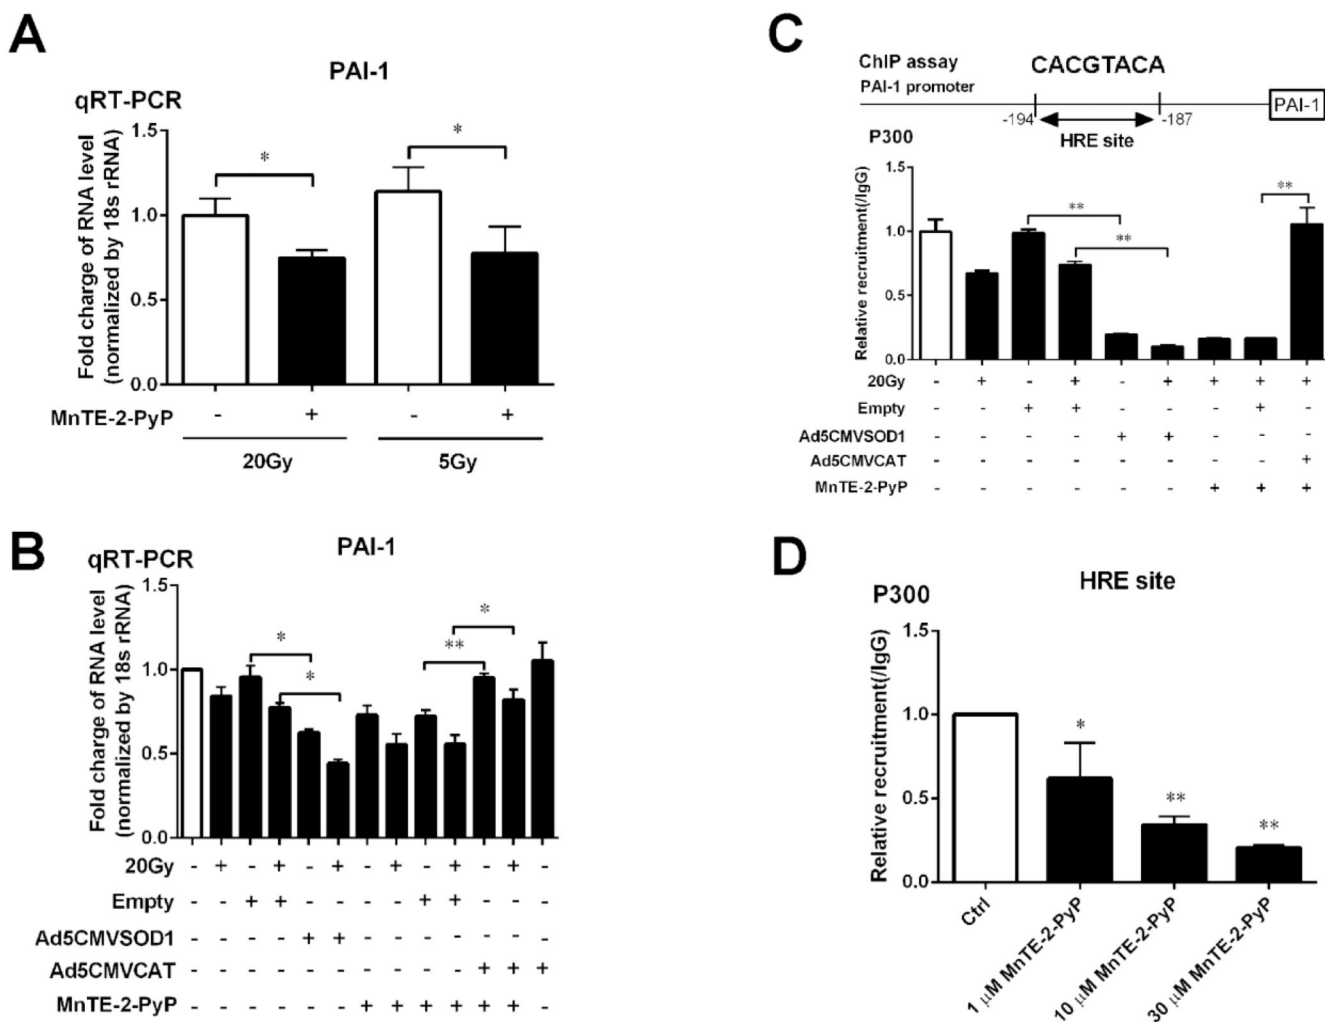 A
PAI-1
qRT-PCR
Fold charge of RNA level
(normalized by 18s rRNA)
1.5
1.0
0.5
0.0
*
*
MnTE-2-PyP - + - +
20Gy 5Gy
B
PAI-1
qRT-PCR
Fold charge of RNA level
(normalized by 18s rRNA)
1.5
1.0
0.5
0.0
*
*
**
*
20Gy - + - + - + - + - + - + -
Empty - - + + - - - - + + - - -
Ad5CMVSOD1 - - - - + + - - - - - - -
Ad5CMVCAT - - - - - - - - - - + + +
MnTE-2-PyP - - - - - - + + + + + + -
C
ChIP assay CACGTACA
PAI-1 promoter
PAI-1
-194 -187
HRE site
P300
Relative recruitment(/IgG)
1.5
1.0
0.5
0.0
**
**
**
20Gy - + - + - + + + +
Empty - - + + - - - + -
Ad5CMVSOD1 - - - - + + - - -
Ad5CMVCAT - - - - - - - - +
MnTE-2-PyP - - - - - - + + +
D
HRE site
P300
Relative recruitment(/IgG)
1.5
1.0
0.5
0.0
*
**
**
Ctrl
1 μM MnTE-2-PyP
10 μM MnTE-2-PyP
30 μM MnTE-2-PyP